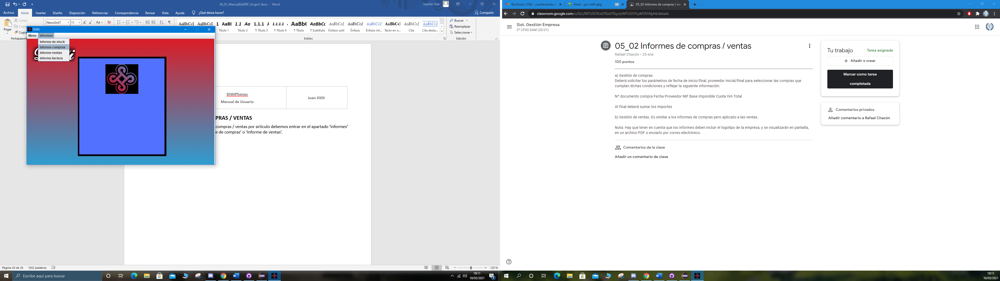 04_01_ManualDelERP_Grupo1.docx - Word
Juanfer Diax
Archivo Inicio Insertar Diseño Disposición Referencias Correspondencia Revisar Vista Ayuda ¿Qué desea hacer? Compartir
Pegar
Cortar
Copia
Copia
Portapapele
NewsGotT 11
AaBbCcI AaBbCcI 1 AaBl 1.1 Aa 1.1.1 A 1.1.1.1 AaBb( AaBbCc AaBbCcL AaBbCcL AaBbCcI AaBbCcI AaBbCcL AaBbCcL
Título 1 Título 2 ¶ Título 3 ¶ Título 4 ¶ Título ¶ Subtítulo Énfasis sutil Énfasis Énfasis int... Texto en n... Cita Cita desta...
Estilos
Buscar
Reemplazar
Seleccionar
Edición
DiWi
Menu Informes
Informe de stock
Informe compras
Informe ventas
Informe factura
DiWiPhones
Manual de Usuario
Juan XXIII
PRAS / VENTAS
compras / ventas por articulo debemos entrar en el apartado ‘informes’
e de compras’ o ‘Informe de ventas’.
Página 26 de 26 1652 palabras
120 %
Escribe aquí para buscar
19:11
10/03/2021
3
Recibidos (106) - juanfernando.d
Meet - jya-wdtf-gbg
05_02 Informes de compras / ve
classroom.google.com/u/0/c/MTU5OTcxOTkxOTky/a/MTU5OTcyMTA5NjA4/details
Sist. Gestión Empresa
2º CFGS DAM (20/21)
05_02 Informes de compras / ventas
Rafael Chacón • 25 ene
100 puntos
a) Gestión de compras.
Deberá solicitar los parámetros de fecha de inicio/final, proveedor inicial/final para seleccionar las compras que
cumplan dichas condiciones y reflejar la siguiente información:
Nº documento compra Fecha Proveedor NIF Base Imponible Cuota IVA Total
Al final deberá sumar los importes
b) Gestión de ventas. Es similar a los informes de compras pero aplicado a las ventas.
Nota: Hay que tener en cuenta que los informes deben incluir el logotipo de la empresa, y se visualizarán en pantalla,
en un archivo PDF o enviarlo por correo electrónico.
Comentarios de la clase
Añadir un comentario de clase
Tu trabajo
Tarea asignada
Añadir o crear
Marcar como tarea
completada
Comentarios privados
Añadir comentario a Rafael Chacón
19:11
10/03/2021